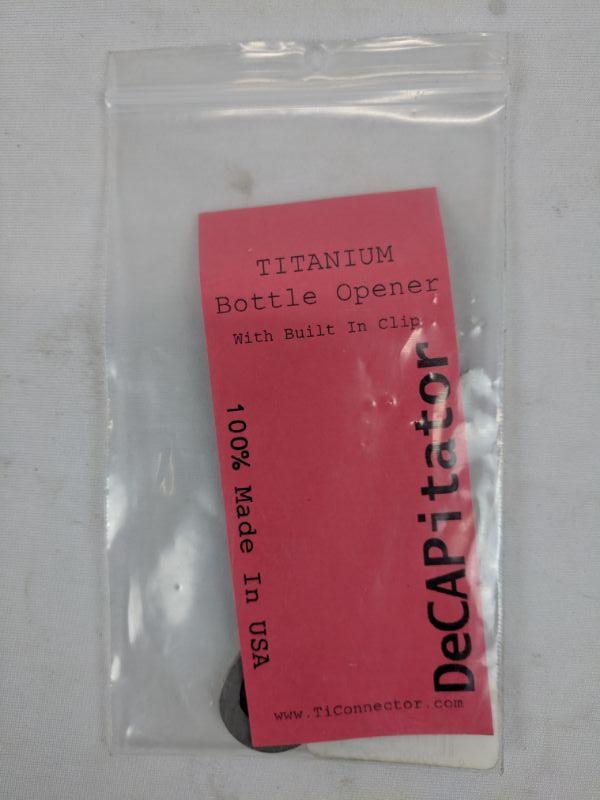 TITANIUM
Bottle Opener
With Built In Clip
100% Made In USA
DeCAPitator
www.TiConnector.com